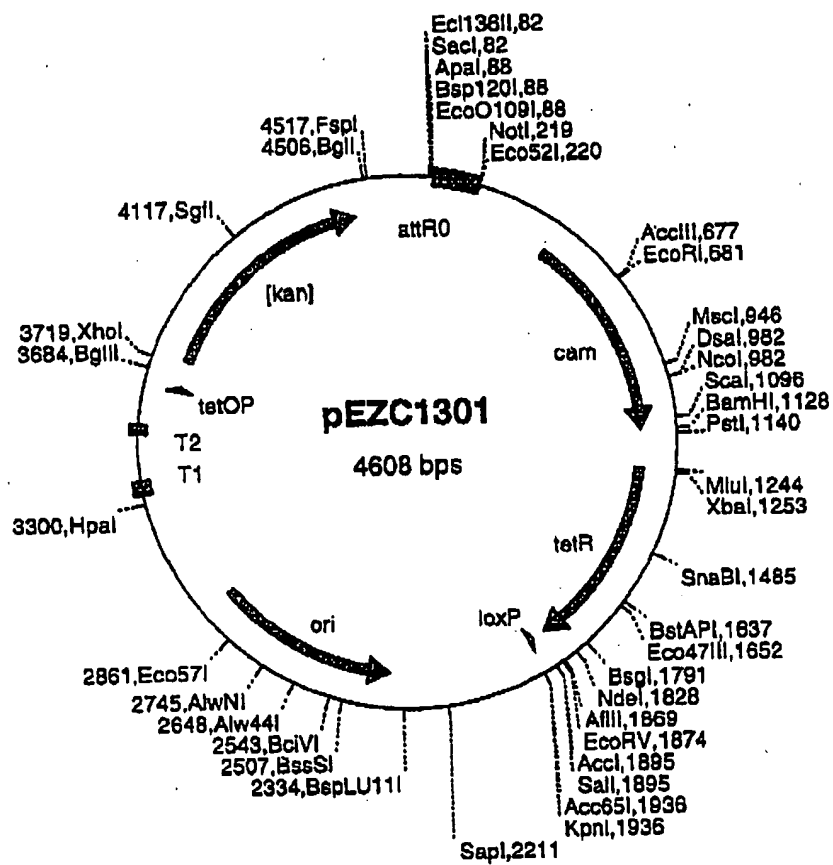 Ecl136II,82
SacI,82
ApaI,88
Bsp120I,88
EcoO109I,88
NotI,219
Eco52I,220
4517,FspI
4506,BglI
4117,SgfI
attR0
AccIII,677
EcoRI,681
[kan]
cam
MscI,946
DsaI,982
NcoI,982
ScaI,1096
BamHI,1128
PstI,1140
3719,XhoI
3684,BglII
tetOP
pEZC1301
4608 bps
T2
T1
MluI,1244
XbaI,1253
3300,HpaI
tetR
SnaBI,1485
loxP
ori
BstAPI,1637
Eco47III,1652
2861,Eco57I
BspI,1791
2745,AlwNI
NdeI,1828
2648,Alw44I
AflII,1869
2543,BciVI
EcoRV,1874
2507,BssSI
AccI,1895
2334,BspLU11I
SalI,1895
Acc65I,1936
KpnI,1936
SapI,2211